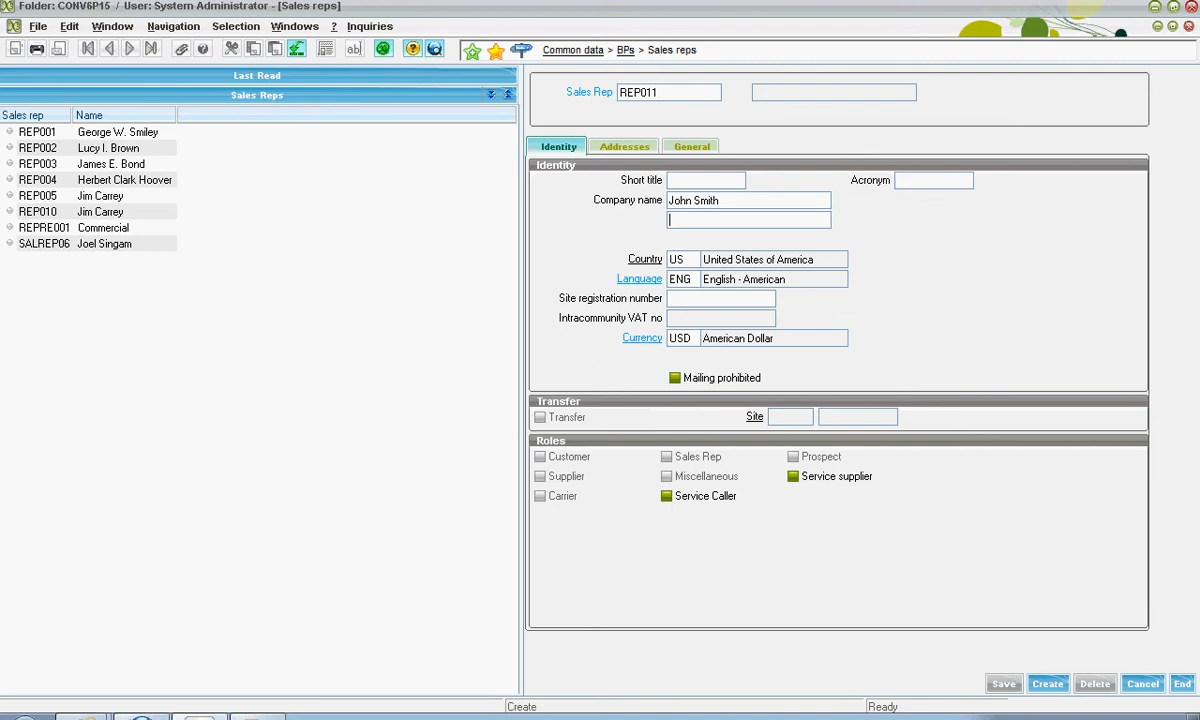 Folder: CONV6P15 / User: System Administrator - [Sales reps]
File Edit Window Navigation Selection Windows ? Inquiries
Common data > BPs > Sales reps
Last Read
Sales Reps
Sales rep Name
REP001 George W. Smiley
REP002 Lucy I. Brown
REP003 James E. Bond
REP004 Herbert Clark Hoover
REP005 Jim Carrey
REP010 Jim Carrey
REPRE001 Commercial
SALREP06 Joel Singam
Sales Rep REP011
Identity Addresses General
Identity
Short title Acronym
Company name John Smith
Country US United States of America
Language ENG English - American
Site registration number
Intracommunity VAT no
Currency USD American Dollar
Mailing prohibited
Transfer
Transfer Site
Roles
Customer Sales Rep Prospect
Supplier Miscellaneous Service supplier
Carrier Service Caller
Save Create Delete Cancel End
Create Ready